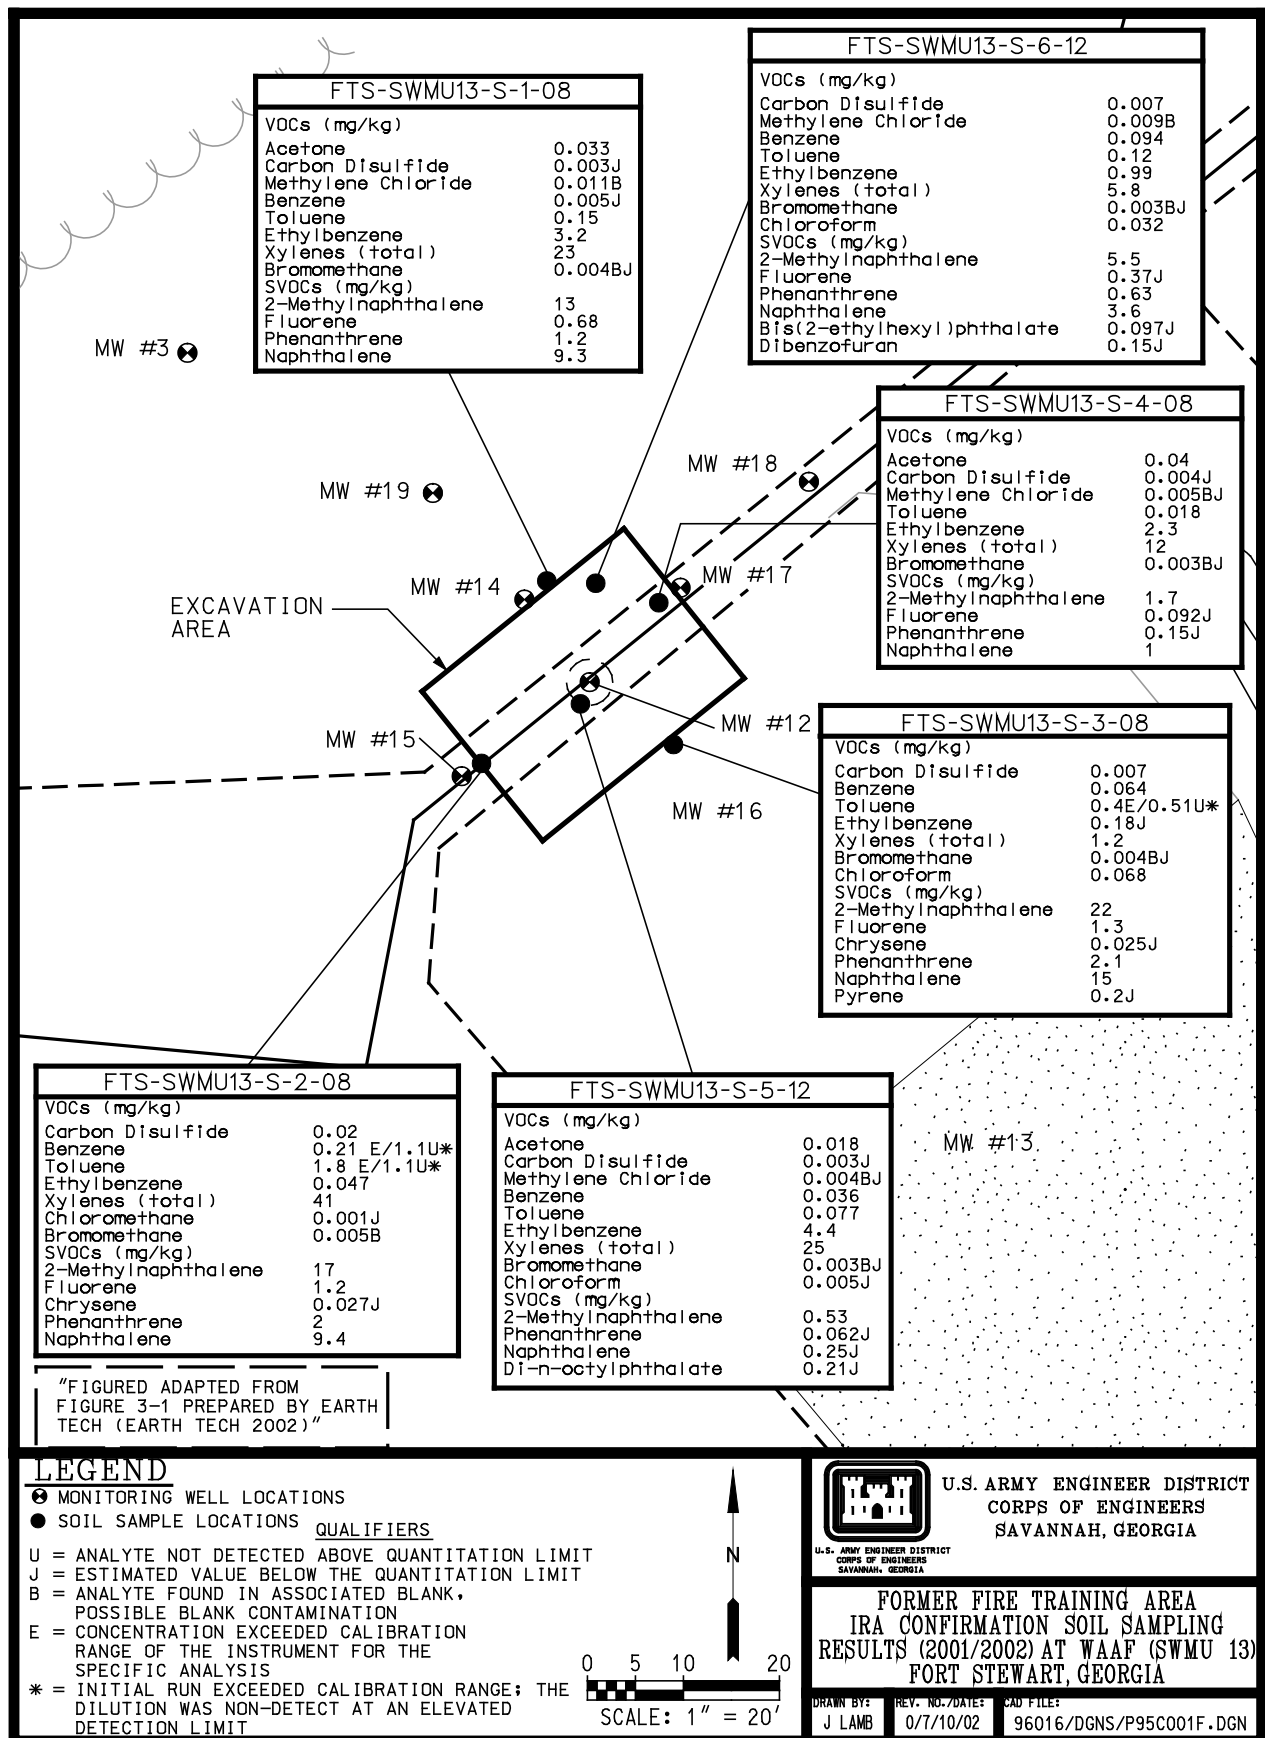 FTS-SWMU13-S-6-12
VOCs (mg/kg)
Carbon Disulfide 0.007
Methylene Chloride 0.009B
Benzene 0.094
Toluene 0.12
Ethylbenzene 0.99
Xylenes (total) 5.8
Bromomethane 0.003BJ
Chloroform 0.032
SVOCs (mg/kg)
2-Methylnaphthalene 5.5
Fluorene 0.37J
Phenanthrene 0.63
Naphthalene 3.6
Bis(2-ethylhexyl)phthalate 0.097J
Dibenzofuran 0.15J
FTS-SWMU13-S-1-08
VOCs (mg/kg)
Acetone 0.033
Carbon Disulfide 0.003J
Methylene Chloride 0.011B
Benzene 0.005J
Toluene 0.15
Ethylbenzene 3.2
Xylenes (total) 23
Bromomethane 0.004BJ
SVOCs (mg/kg)
2-Methylnaphthalene 13
Fluorene 0.68
Phenanthrene 1.2
Naphthalene 9.3
MW #3
FTS-SWMU13-S-4-08
VOCs (mg/kg)
Acetone 0.04
Carbon Disulfide 0.004J
Methylene Chloride 0.005BJ
Toluene 0.018
Ethylbenzene 2.3
Xylenes (total) 12
Bromomethane 0.003BJ
SVOCs (mg/kg)
2-Methylnaphthalene 1.7
Fluorene 0.092J
Phenanthrene 0.15J
Naphthalene 1
MW #18
MW #19
MW #17
MW #14
EXCAVATION
AREA
MW #12
MW #15
MW #16
FTS-SWMU13-S-3-08
VOCs (mg/kg)
Carbon Disulfide 0.007
Benzene 0.064
Toluene 0.4E/0.51U*
Ethylbenzene 0.18J
Xylenes (total) 1.2
Bromomethane 0.004BJ
Chloroform 0.068
SVOCs (mg/kg)
2-Methylnaphthalene 22
Fluorene 1.3
Chrysene 0.025J
Phenanthrene 2.1
Naphthalene 15
Pyrene 0.2J
FTS-SWMU13-S-2-08
VOCs (mg/kg)
Carbon Disulfide 0.02
Benzene 0.21 E/1.1U*
Toluene 1.8 E/1.1U*
Ethylbenzene 0.047
Xylenes (total) 41
Chloromethane 0.001J
Bromomethane 0.005B
SVOCs (mg/kg)
2-Methylnaphthalene 17
Fluorene 1.2
Chrysene 0.027J
Phenanthrene 2
Naphthalene 9.4
FTS-SWMU13-S-5-12
VOCs (mg/kg)
Acetone 0.018
Carbon Disulfide 0.003J
Methylene Chloride 0.004BJ
Benzene 0.036
Toluene 0.077
Ethylbenzene 4.4
Xylenes (total) 25
Bromomethane 0.003BJ
Chloroform 0.005J
SVOCs (mg/kg)
2-Methylnaphthalene 0.53
Phenanthrene 0.062J
Naphthalene 0.25J
Di-n-octylphthalate 0.21J
MW #13
"FIGURED ADAPTED FROM
FIGURE 3-1 PREPARED BY EARTH
TECH (EARTH TECH 2002)"
LEGEND
MONITORING WELL LOCATIONS
SOIL SAMPLE LOCATIONS
QUALIFIERS
U = ANALYTE NOT DETECTED ABOVE QUANTITATION LIMIT
J = ESTIMATED VALUE BELOW THE QUANTITATION LIMIT
B = ANALYTE FOUND IN ASSOCIATED BLANK,
POSSIBLE BLANK CONTAMINATION
E = CONCENTRATION EXCEEDED CALIBRATION
RANGE OF THE INSTRUMENT FOR THE
SPECIFIC ANALYSIS
* = INITIAL RUN EXCEEDED CALIBRATION RANGE; THE
DILUTION WAS NON-DETECT AT AN ELEVATED
DETECTION LIMIT
N
0 5 10 20
SCALE: 1" = 20'
U.S. ARMY ENGINEER DISTRICT
CORPS OF ENGINEERS
SAVANNAH, GEORGIA
U.S. ARMY ENGINEER DISTRICT
CORPS OF ENGINEERS
SAVANNAH, GEORGIA
FORMER FIRE TRAINING AREA
IRA CONFIRMATION SOIL SAMPLING
RESULTS (2001/2002) AT WAAF (SWMU 13)
FORT STEWART, GEORGIA
DRAWN BY:
J LAMB
REV. NO./DATE:
0/7/10/02
CAD FILE:
96016/DGNS/P95C001F.DGN